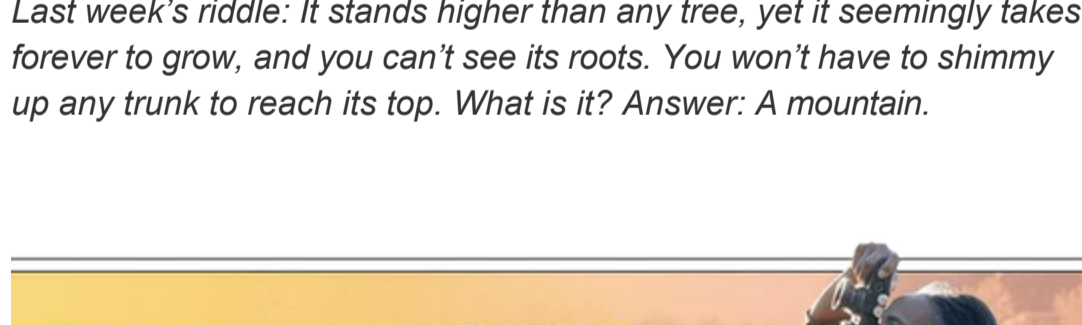 Last week’s riddle: It stands higher than any tree, yet it seemingly takes
forever to grow, and you can’t see its roots. You won’t have to shimmy
up any trunk to reach its top. What is it? Answer: A mountain.